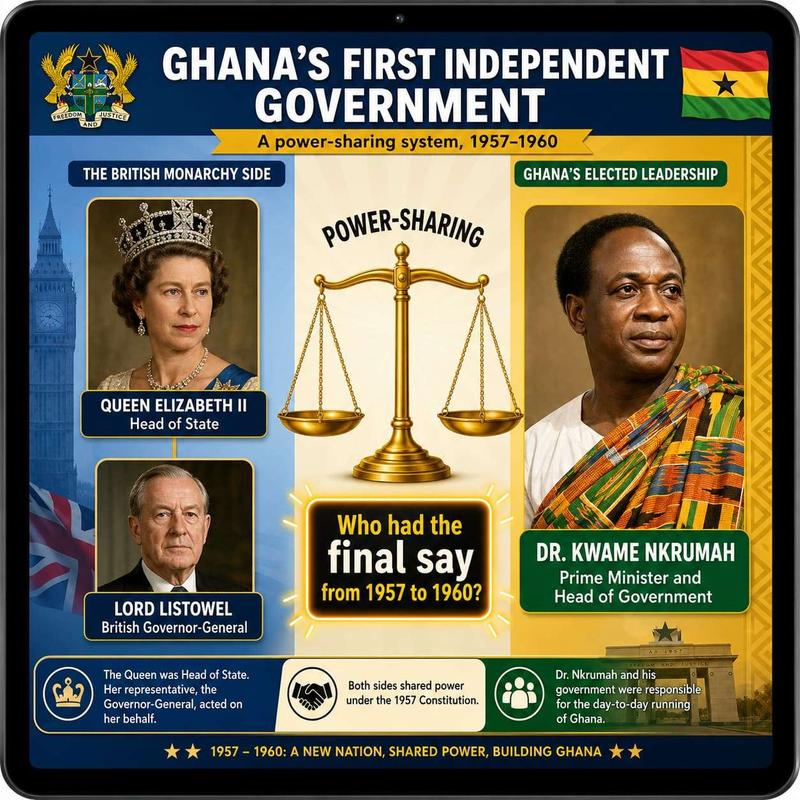 GHANA'S FIRST INDEPENDENT
GOVERNMENT
FREEDOM AND JUSTICE
A power-sharing system, 1957–1960
THE BRITISH MONARCHY SIDE
GHANA'S ELECTED LEADERSHIP
POWER-SHARING
QUEEN ELIZABETH II
Head of State
LORD LISTOWEL
British Governor-General
Who had the
final say
from 1957 to 1960?
DR. KWAME NKRUMAH
Prime Minister and
Head of Government
AD 1957
FREEDOM AND JUSTICE
The Queen was Head of State.
Her representative, the
Governor-General, acted on
her behalf.
Both sides shared power
under the 1957 Constitution.
Dr. Nkrumah and his
government were responsible
for the day-to-day running
of Ghana.
1957 – 1960: A NEW NATION, SHARED POWER, BUILDING GHANA